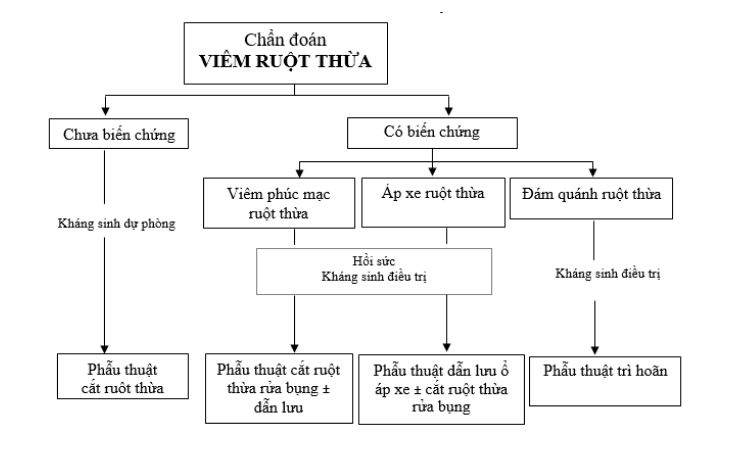 Chẩn đoán
VIÊM RUỘT THỪA
Chưa biến chứng
Có biến chứng
Viêm phúc mạc
ruột thừa
Áp xe ruột thừa
Đám quánh ruột thừa
Kháng sinh dự phòng
Hồi sức
Kháng sinh điều trị
Kháng sinh điều trị
Phẫu thuật
cắt ruôt thừa
Phẫu thuật cắt ruột
thừa rửa bụng ±
dẫn lưu
Phẫu thuật dẫn lưu ổ
áp xe ± cắt ruột thừa
rửa bụng
Phẫu thuật trì hoãn